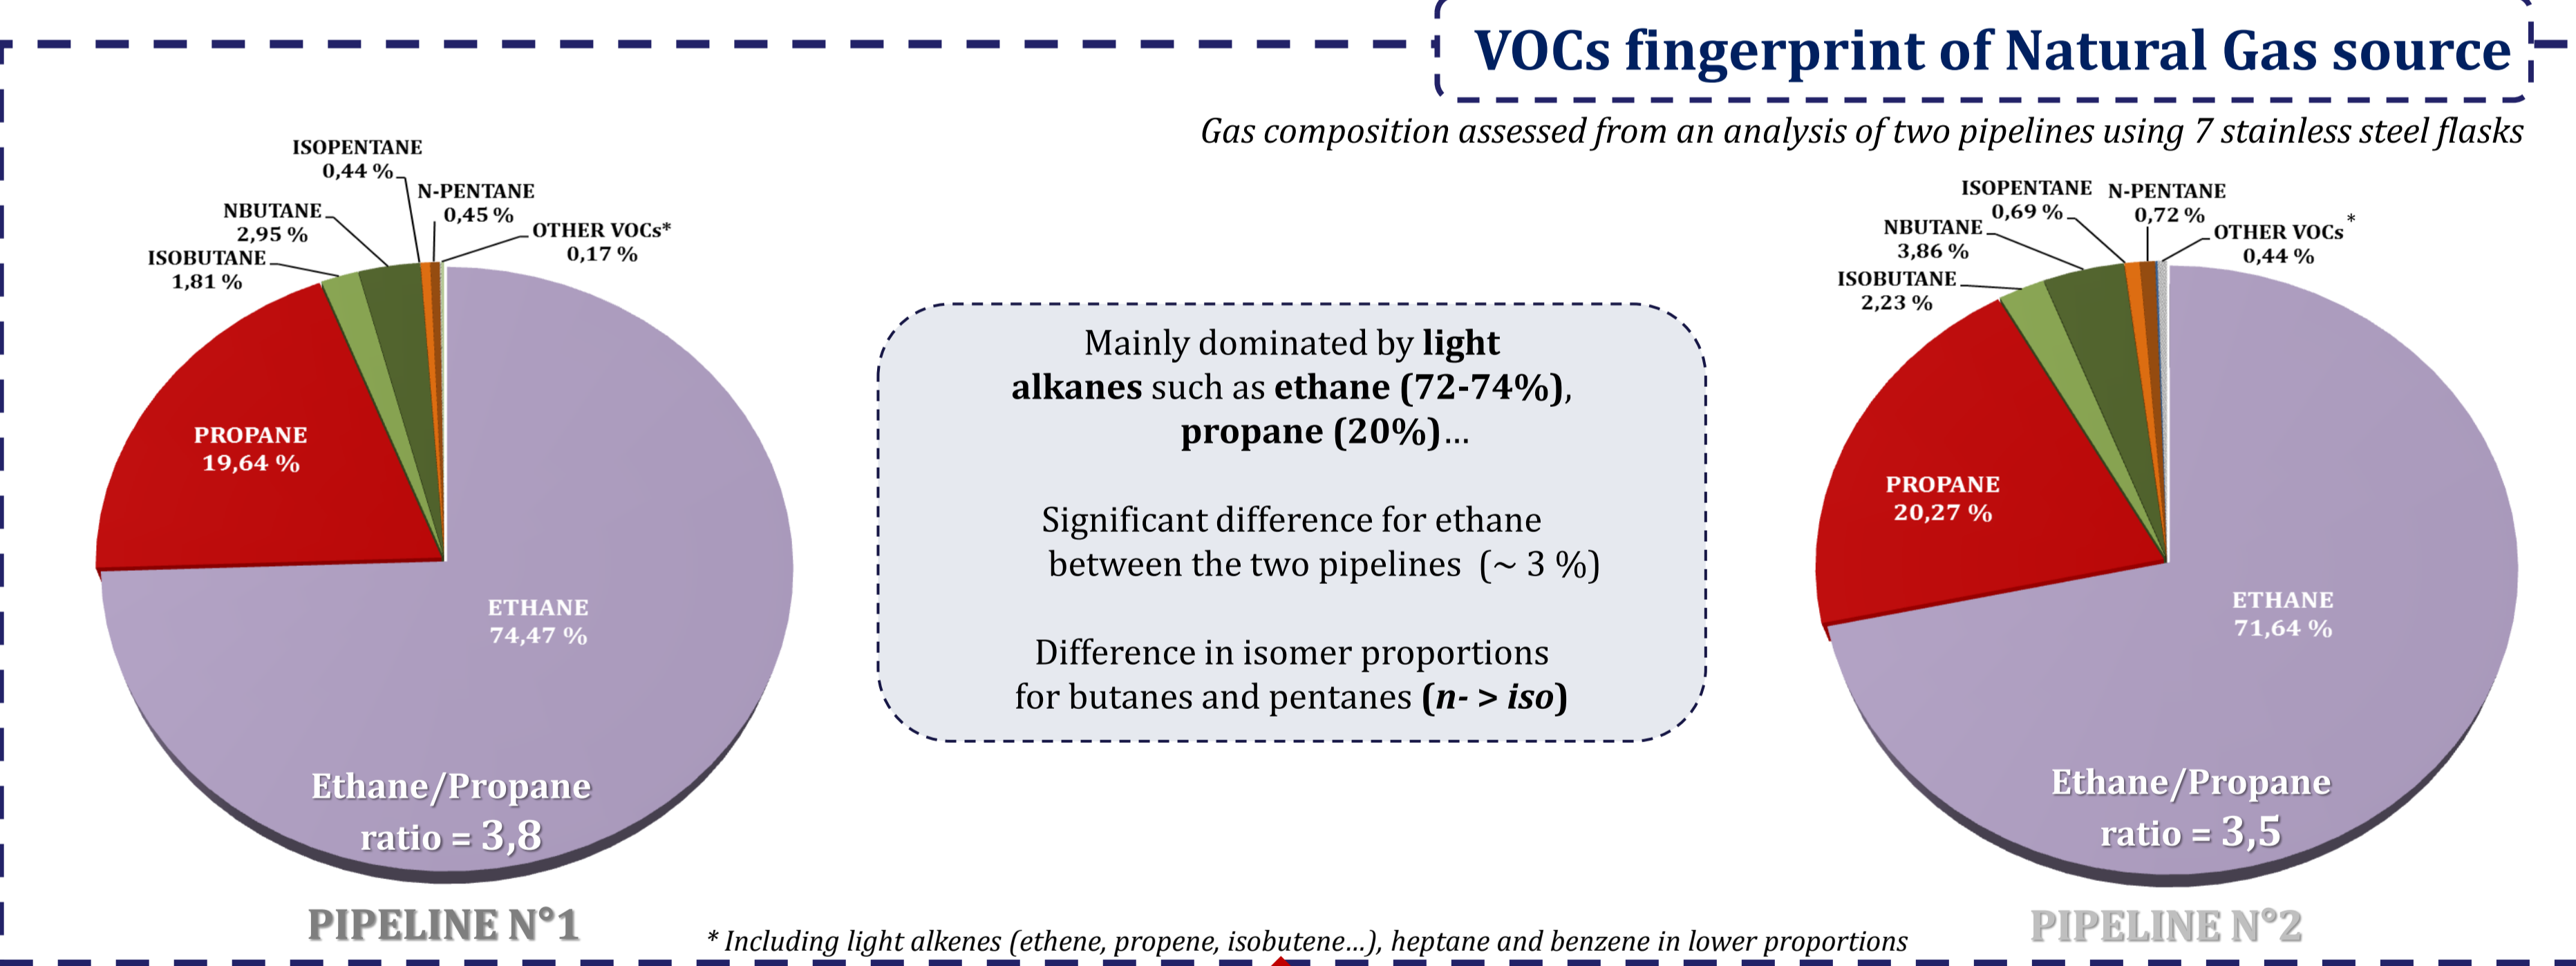 VOCs fingerprint of Natural Gas source
Gas composition assessed from an analysis of two pipelines using 7 stainless steel flasks
ISOPENTANE
0,44 %
N-PENTANE
0,45 %
NBUTANE
2,95 %
OTHER VOCs*
0,17 %
ISOBUTANE
1,81 %
PROPANE
19,64 %
ETHANE
74,47 %
Ethane/Propane
ratio = 3,8
PIPELINE N°1
Mainly dominated by light
alkanes such as ethane (72-74%),
propane (20%)...
Significant difference for ethane
between the two pipelines (~ 3 %)
Difference in isomer proportions
for butanes and pentanes (n- > iso)
ISOPENTANE
0,69 %
N-PENTANE
0,72 %
NBUTANE
3,86 %
OTHER VOCs *
0,44 %
ISOBUTANE
2,23 %
PROPANE
20,27 %
ETHANE
71,64 %
Ethane/Propane
ratio = 3,5
PIPELINE N°2
* Including light alkenes (ethene, propene, isobutene...), heptane and benzene in lower proportions